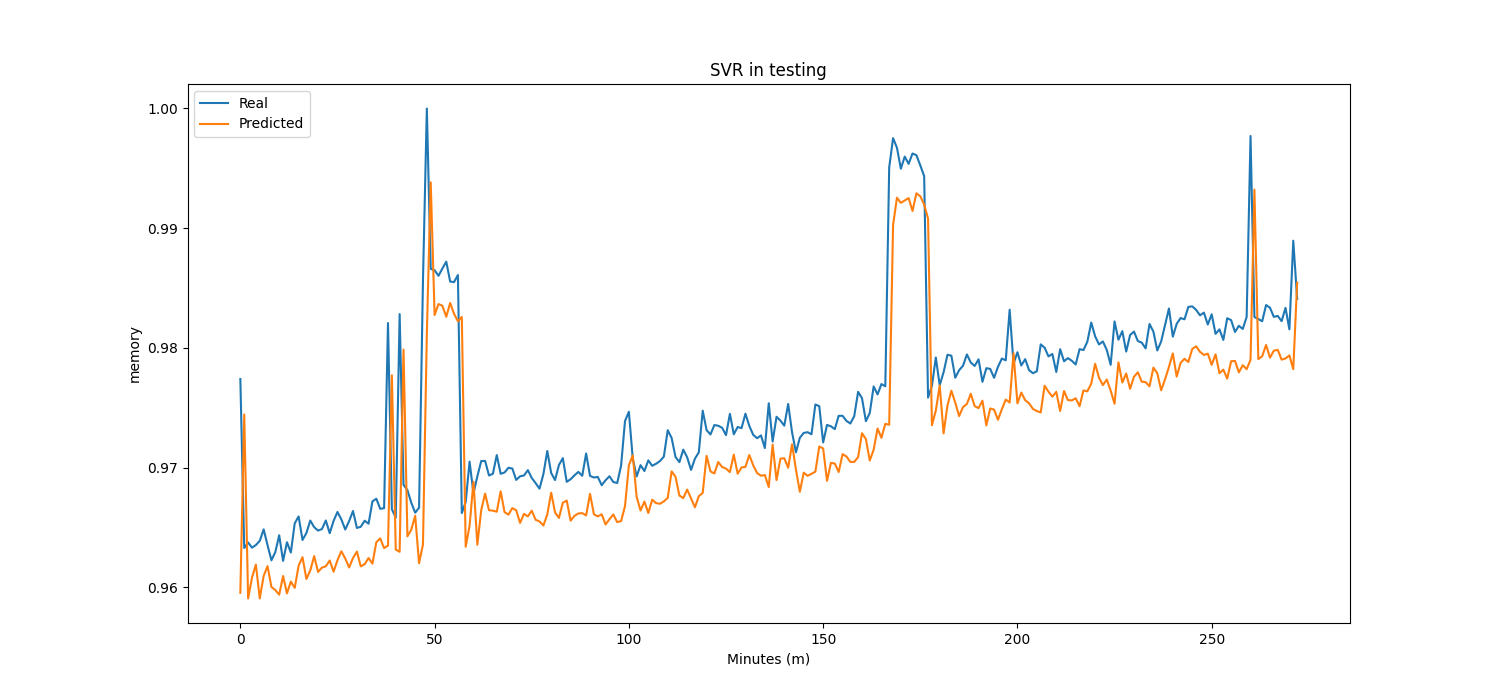 SVR in testing
Real
Predicted
1.00
0.99
0.98
0.97
0.96
memory
0 50 100 150 200 250
Minutes (m)